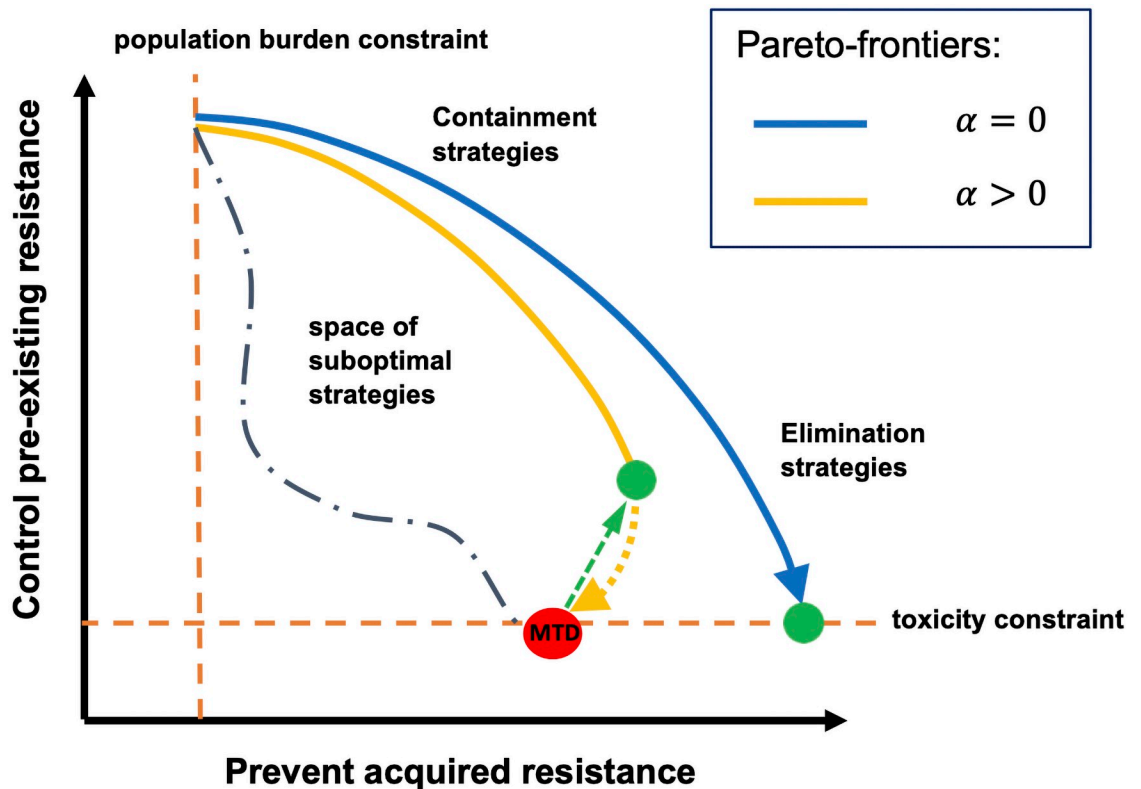 population burden constraint
Pareto-frontiers:
α = 0
α > 0
Containment
strategies
Control pre-existing resistance
space of
suboptimal
strategies
Elimination
strategies
MTD
toxicity constraint
Prevent acquired resistance